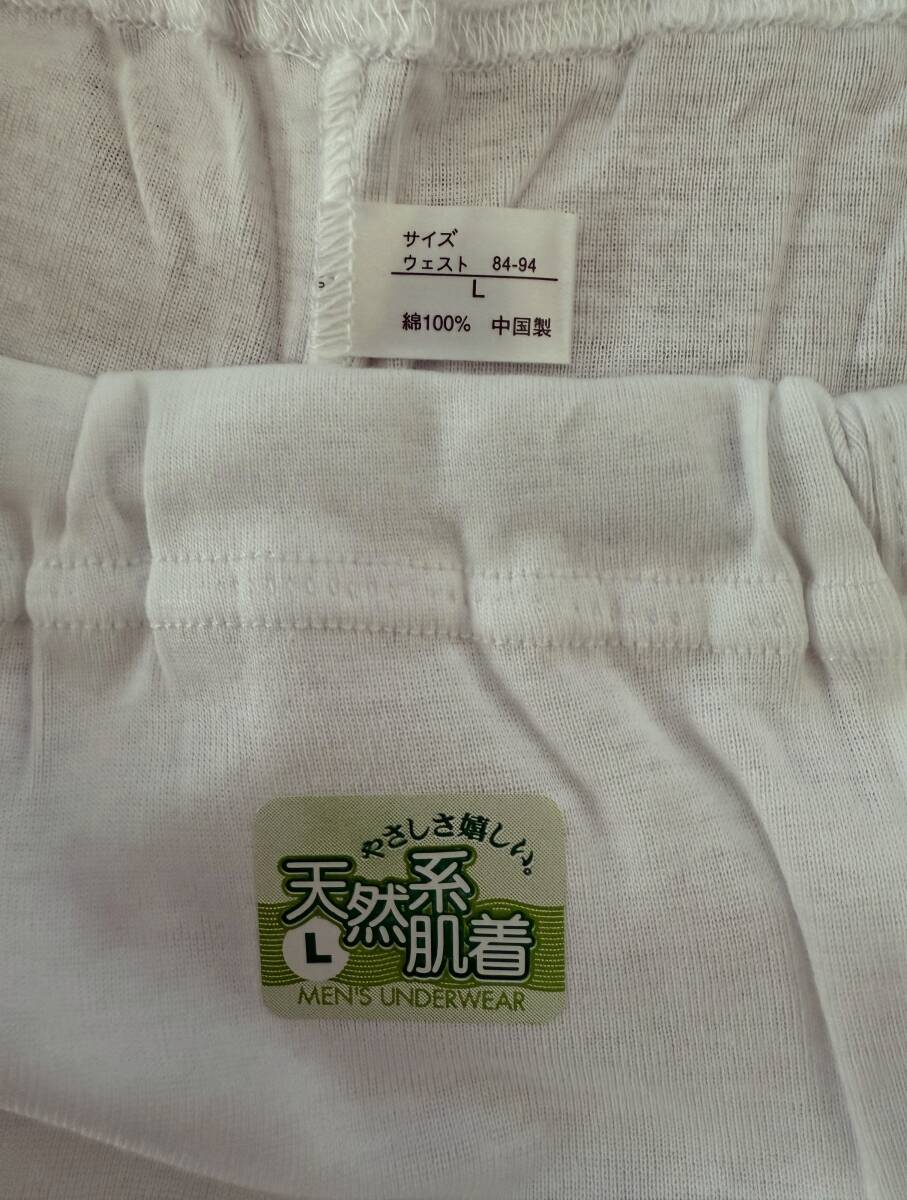 サイズ
ウェスト 84-94
L
綿100% 中国製
やさしさ嬉しい。
天然系
L 肌着
MEN'S UNDERWEAR